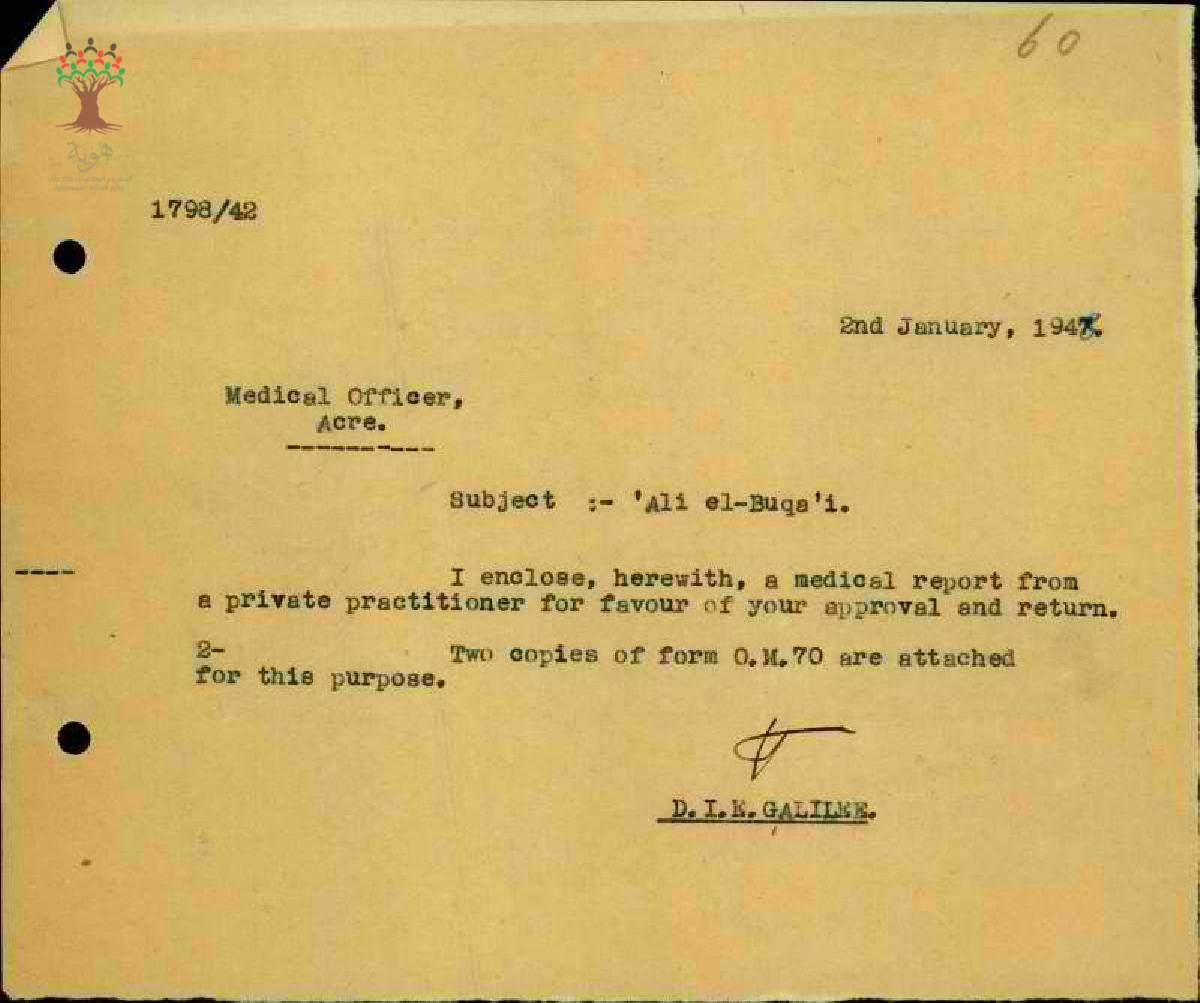 60
هوية
1798/42
2nd January, 194
Medical Officer,
Acre.
----------
Subject :- 'Ali el-Buqa'i.
----
I enclose, herewith, a medical report from
a private practitioner for favour of your approval and return.
2- Two copies of form O.M.70 are attached
for this purpose.
D.I.E.GALILEE.